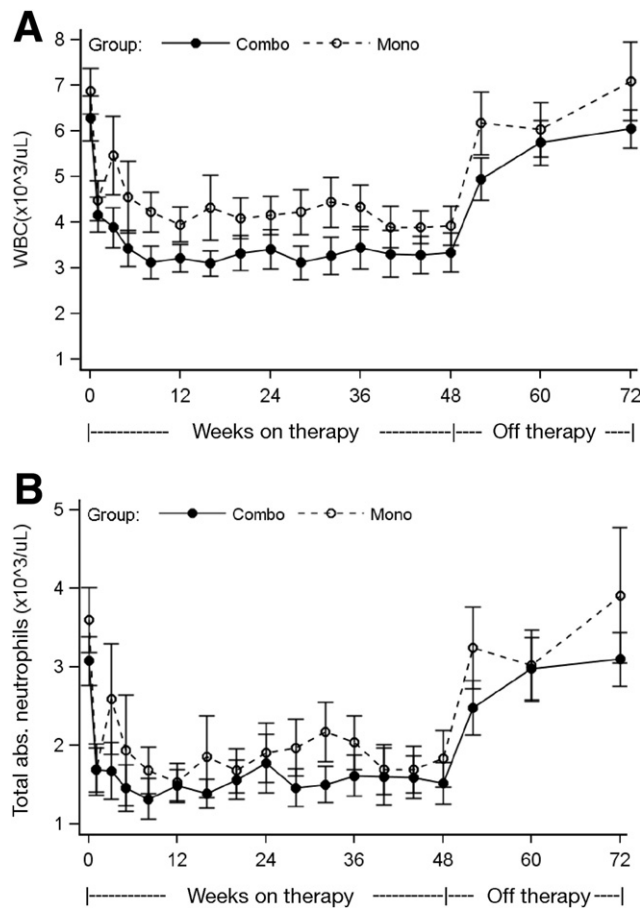 A
Group: Combo Mono
8
7
6
5
4
3
2
1
WBC(x10^3/uL)
0 12 24 36 48 60 72
|----------- Weeks on therapy -----------|---- Off therapy ----|
B
Group: Combo Mono
5
4
3
2
1
Total abs. neutrophils (x10^3/uL)
0 12 24 36 48 60 72
|----------- Weeks on therapy -----------|---- Off therapy ----|